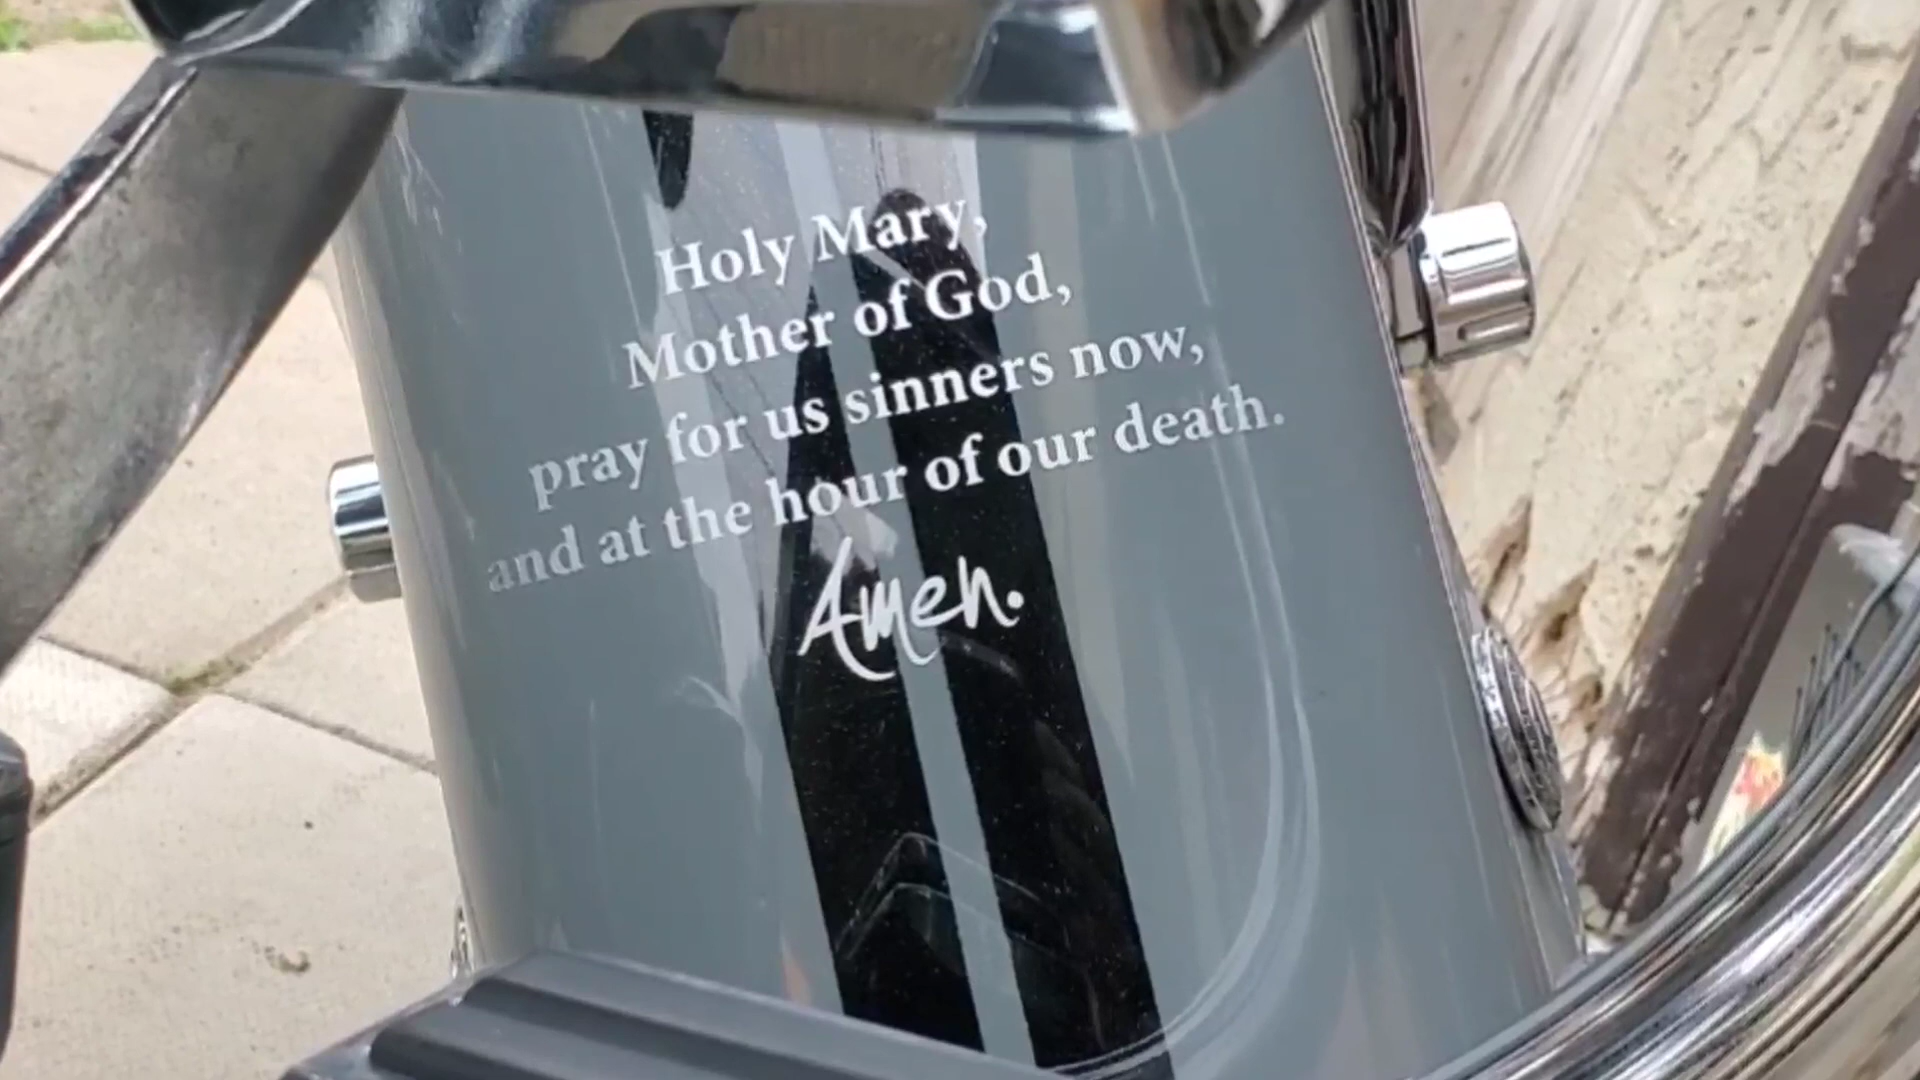 Holy Mary,
Mother of God,
pray for us sinners now,
and at the hour of our death.
Amen.